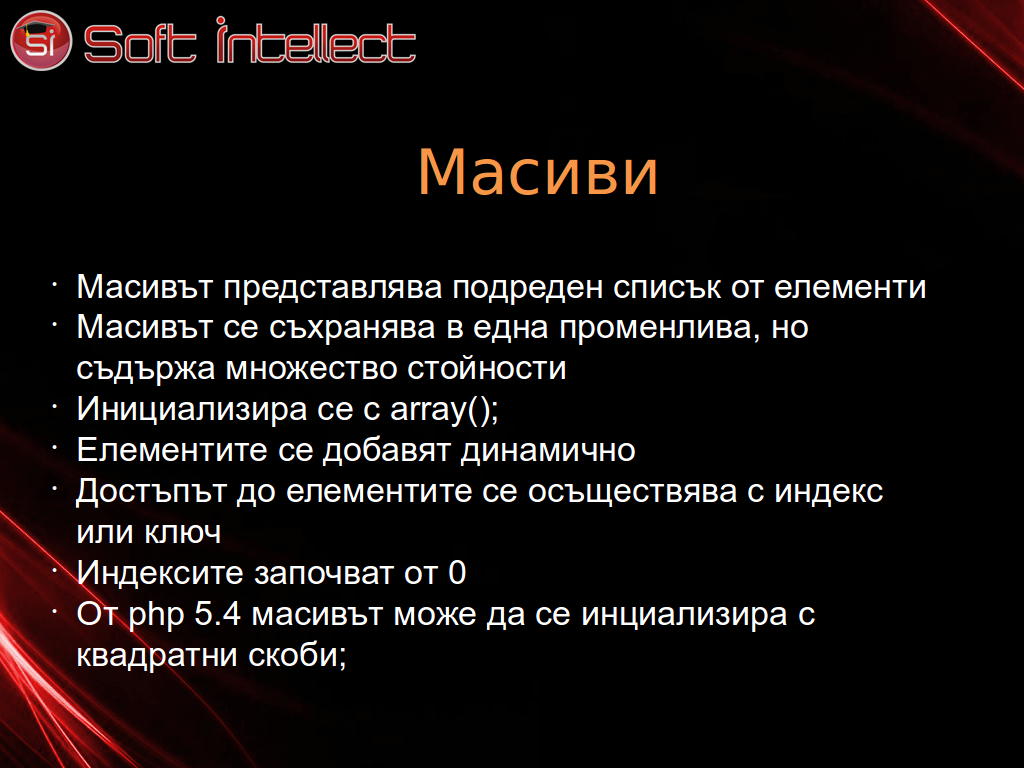 Si Soft Intellect
Масиви
· Масивът представлява подреден списък от елементи
· Масивът се съхранява в една променлива, но
съдържа множество стойности
· Инициализира се с array();
· Елементите се добавят динамично
· Достъпът до елементите се осъществява с индекс
или ключ
· Индексите започват от 0
· От php 5.4 масивът може да се инциализира с
квадратни скоби;